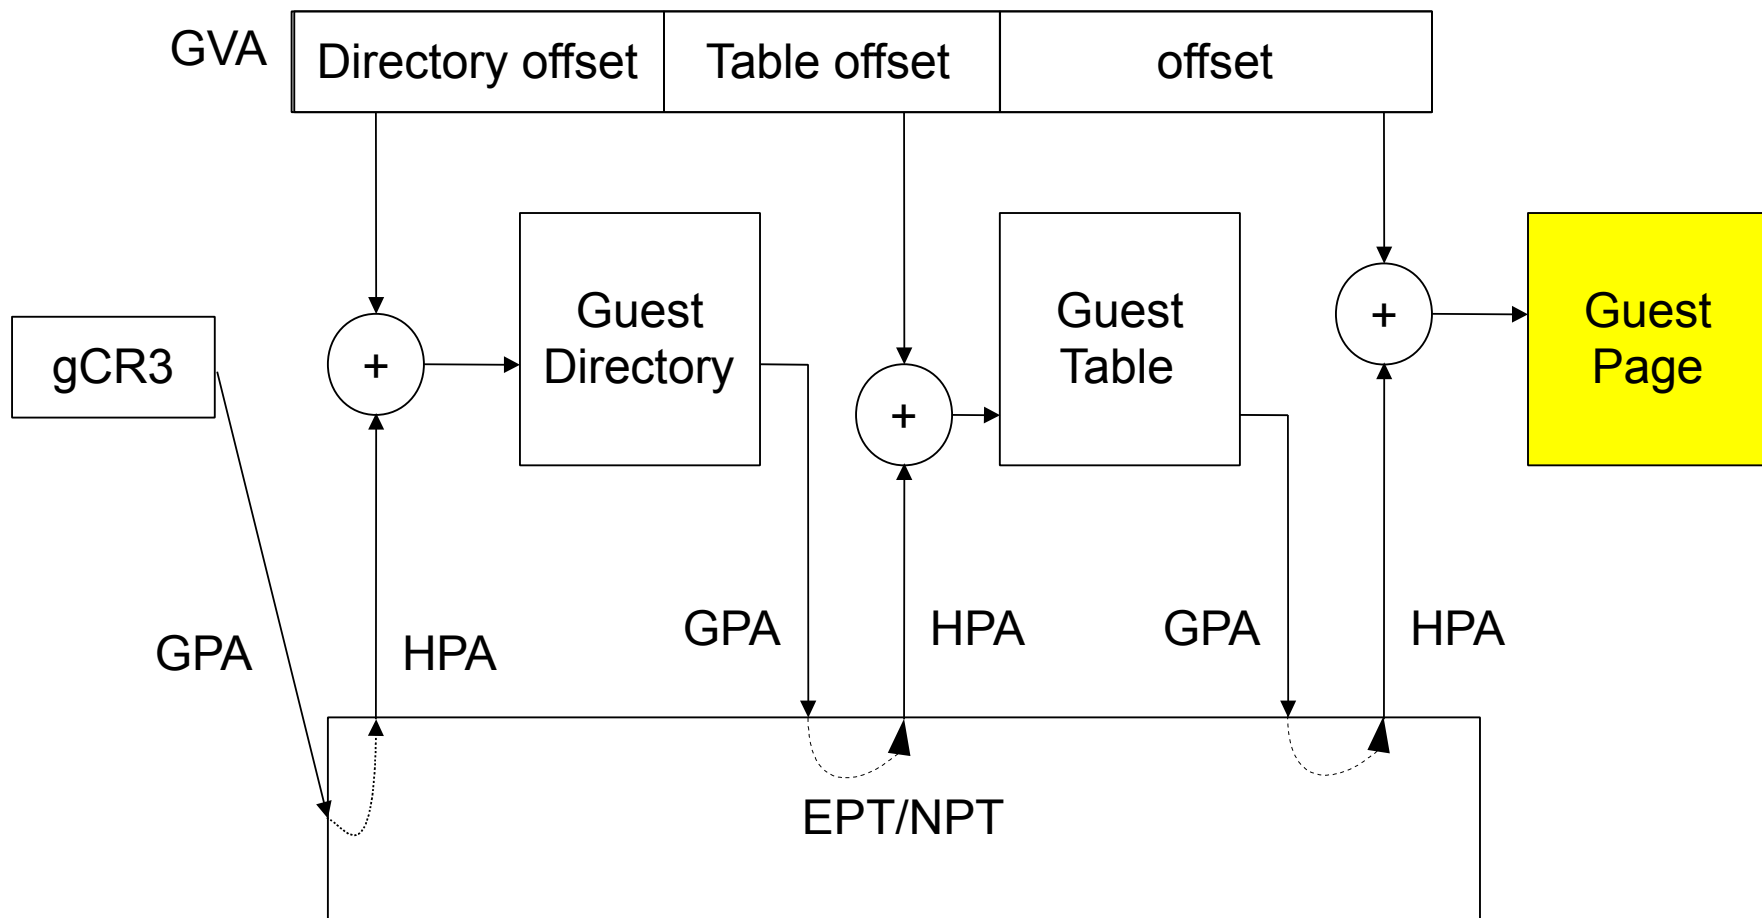 GVA
Directory offset
Table offset
offset
gCR3
+
Guest
Directory
+
Guest
Table
+
Guest
Page
GPA
HPA
GPA
HPA
GPA
HPA
EPT/NPT